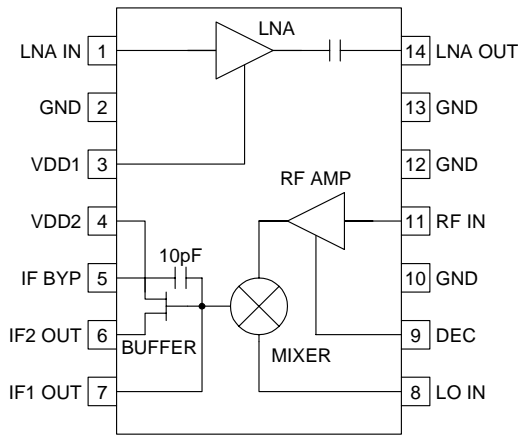 LNA
LNA IN 1
14 LNA OUT
GND 2
13 GND
VDD1 3
12 GND
RF AMP
VDD2 4
11 RF IN
10pF
IF BYP 5
10 GND
IF2 OUT 6
BUFFER
MIXER
9 DEC
IF1 OUT 7
8 LO IN